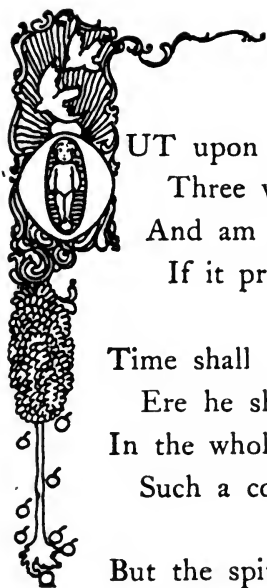 OUT upon
Three w
And am
If it pr
Time shall
Ere he sh
In the whol
Such a co
But the spi